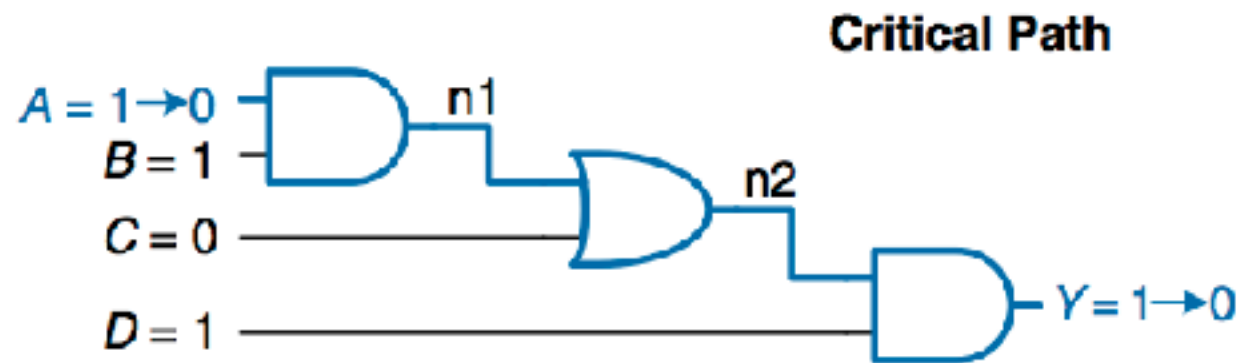 Critical Path
A = 1→0
n1
B = 1
n2
C = 0
Y = 1→0
D = 1